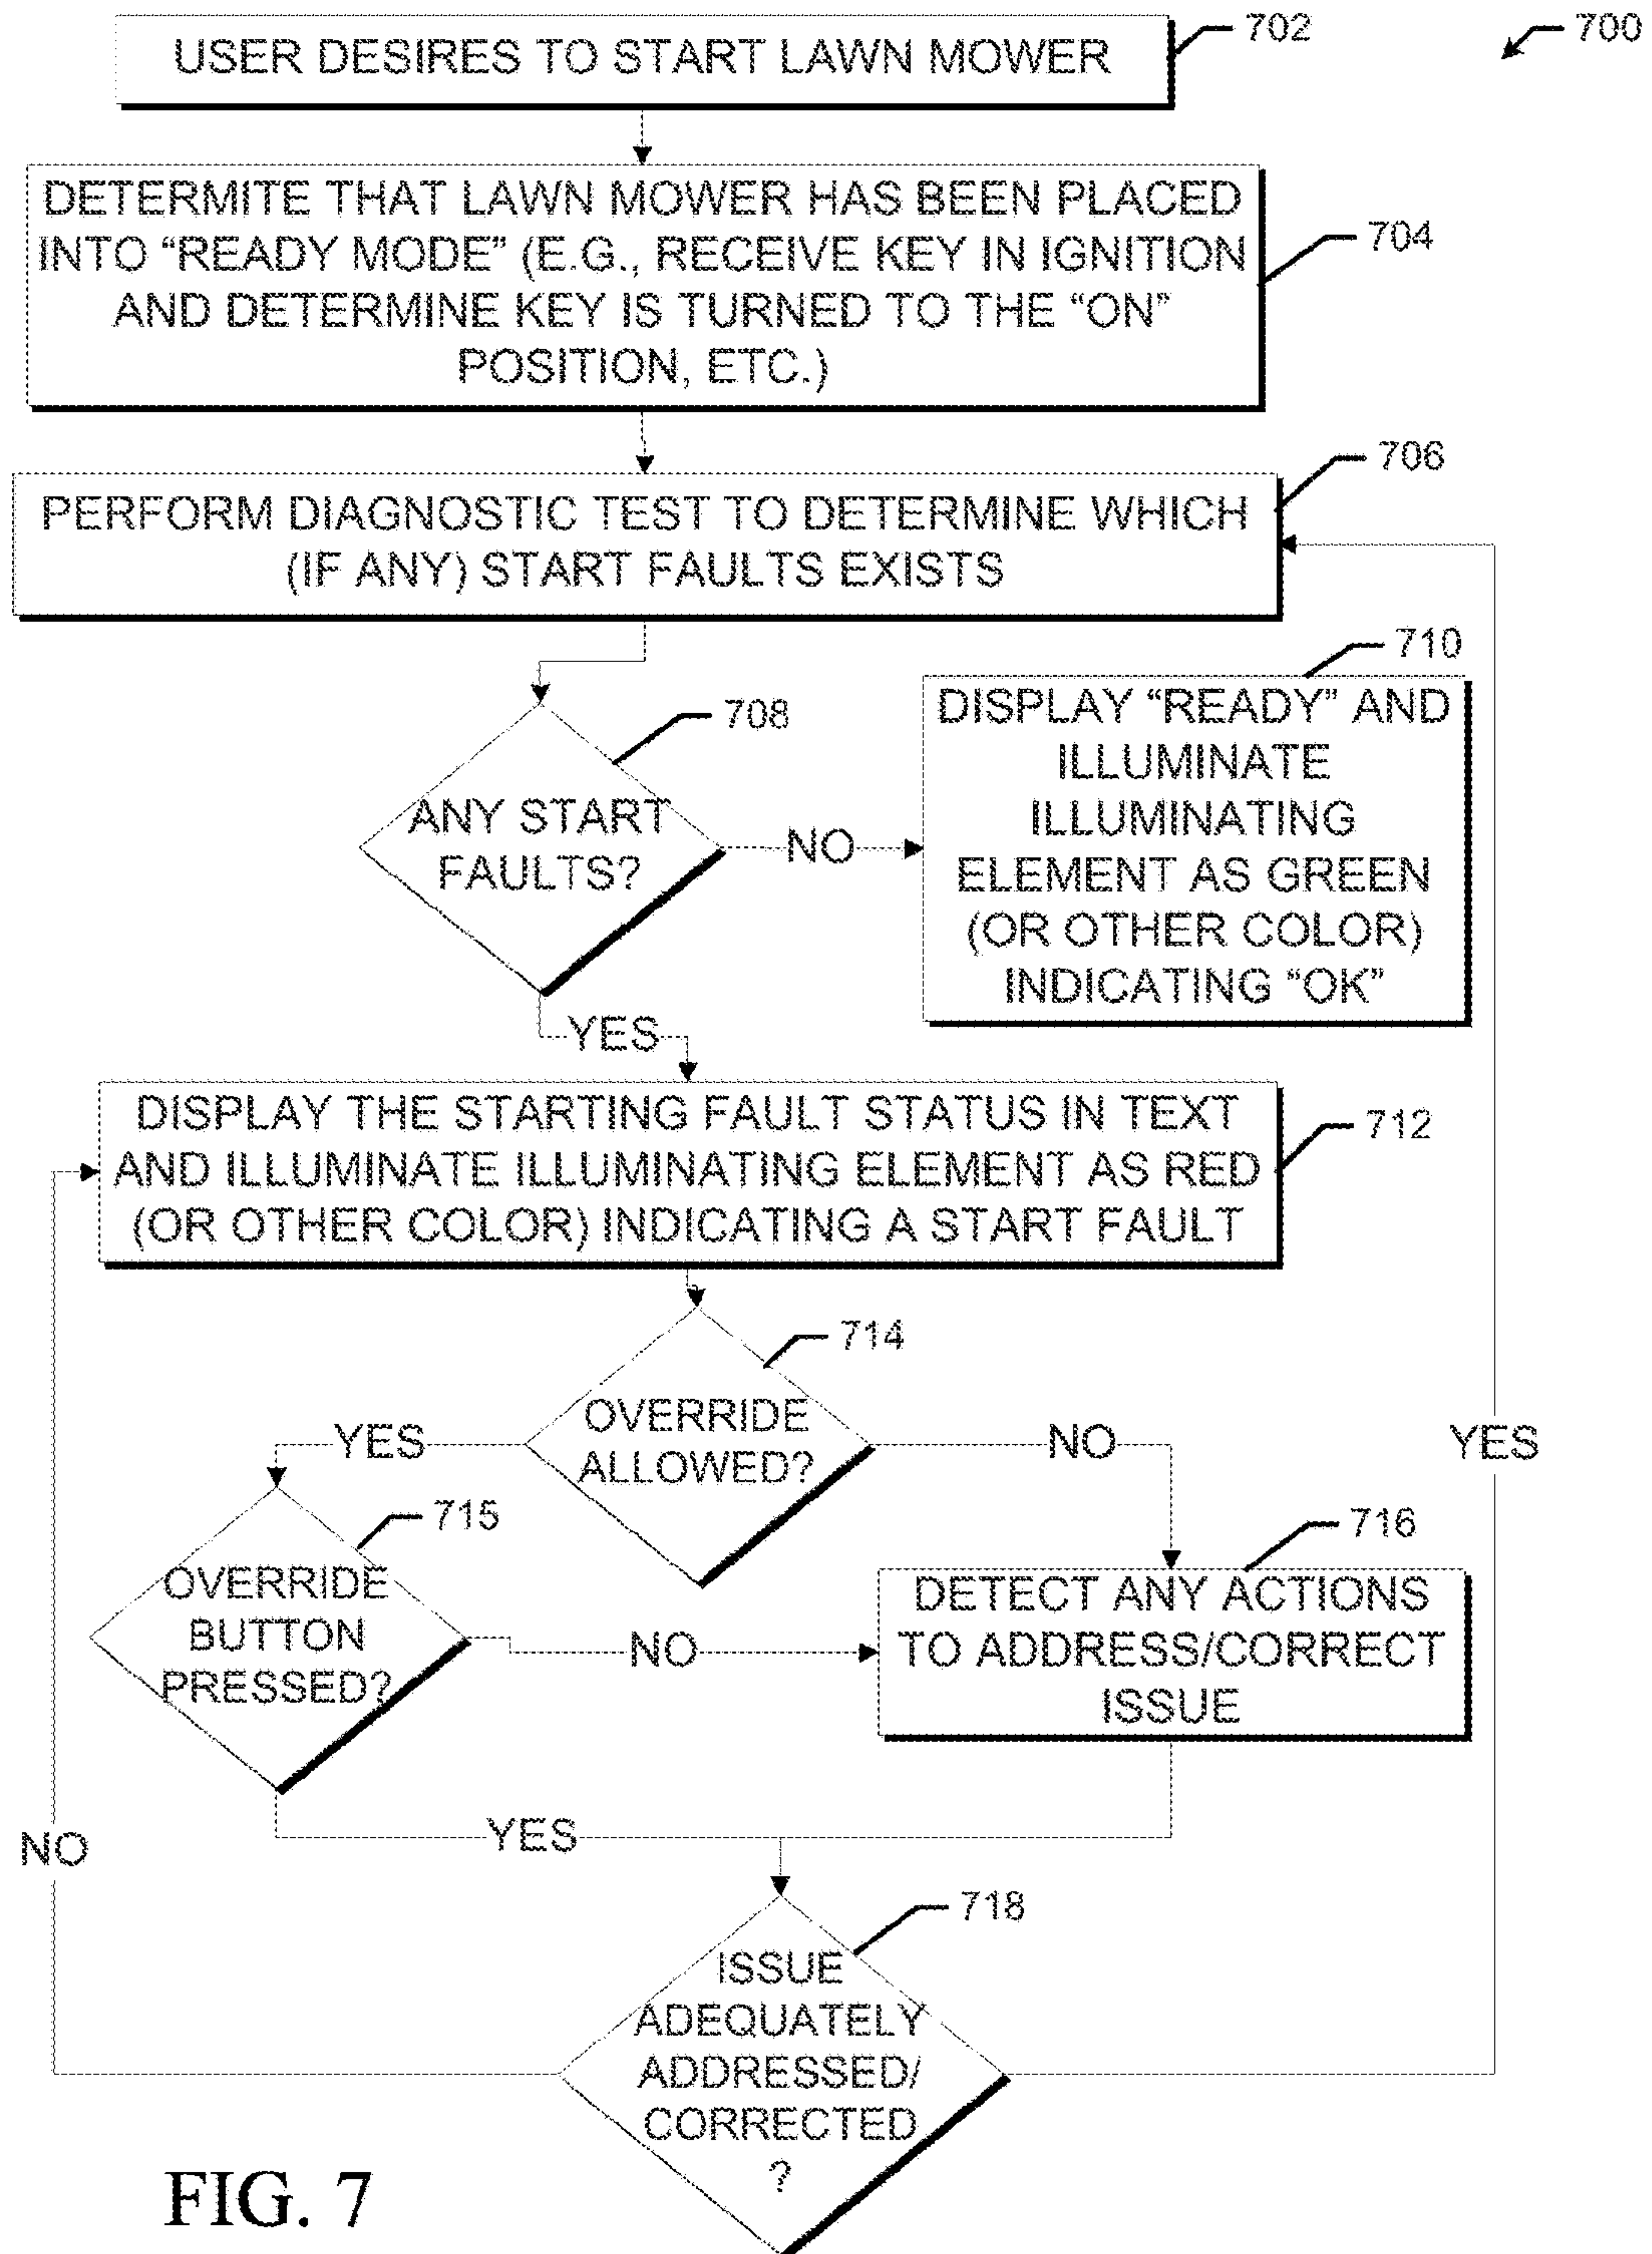 USER DESIRES TO START LAWN MOWER
702
700
DETERMITE THAT LAWN MOWER HAS BEEN PLACED
INTO “READY MODE” (E.G., RECEIVE KEY IN IGNITION
AND DETERMINE KEY IS TURNED TO THE “ON”
POSITION, ETC.)
704
706
PERFORM DIAGNOSTIC TEST TO DETERMINE WHICH
(IF ANY) START FAULTS EXISTS
708
ANY START
FAULTS?
NO
710
DISPLAY “READY” AND
ILLUMINATE
ILLUMINATING
ELEMENT AS GREEN
(OR OTHER COLOR)
INDICATING “OK”
YES
DISPLAY THE STARTING FAULT STATUS IN TEXT
AND ILLUMINATE ILLUMINATING ELEMENT AS RED
(OR OTHER COLOR) INDICATING A START FAULT
712
714
OVERRIDE
ALLOWED?
YES
NO
YES
715
OVERRIDE
BUTTON
PRESSED?
NO
716
DETECT ANY ACTIONS
TO ADDRESS/CORRECT
ISSUE
YES
NO
718
ISSUE
ADEQUATELY
ADDRESSED/
CORRECTED
?
FIG. 7